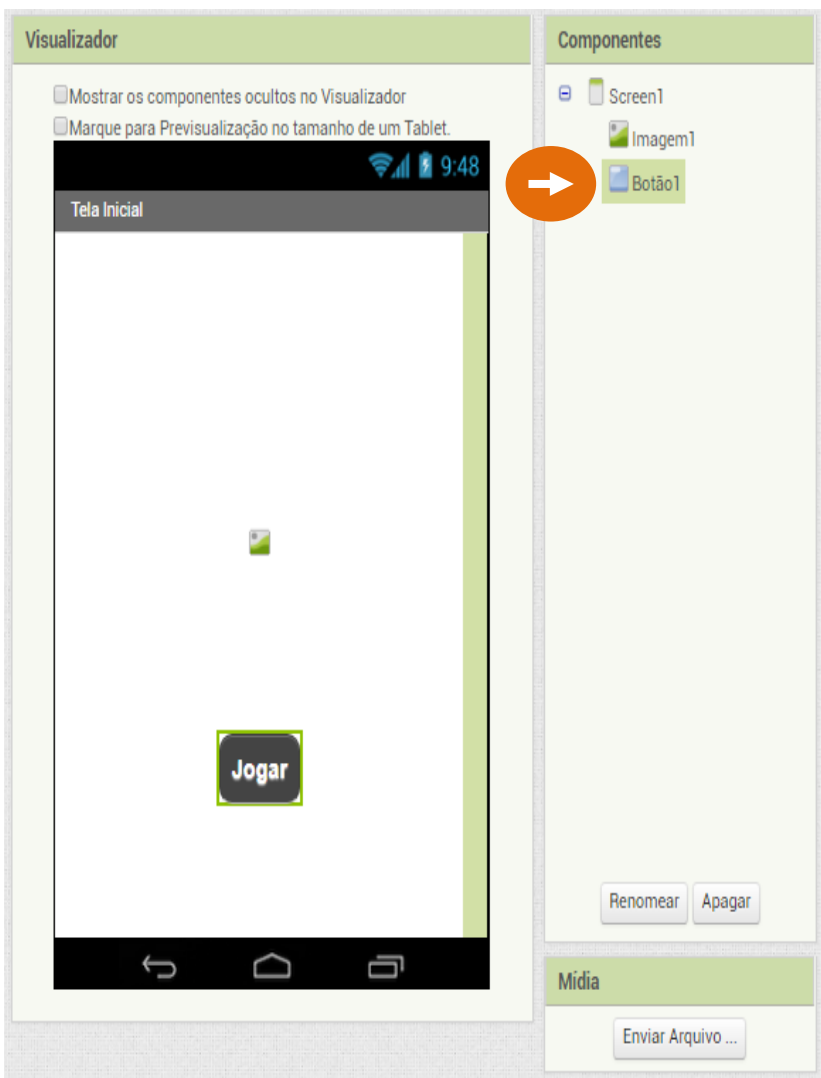 Visualizador
Mostrar os componentes ocultos no Visualizador
Marque para Previsualização no tamanho de um Tablet.
9:48
Tela Inicial
Jogar
Componentes
Screen1
Imagem1
Botão1
Renomear Apagar
Mídia
Enviar Arquivo ...